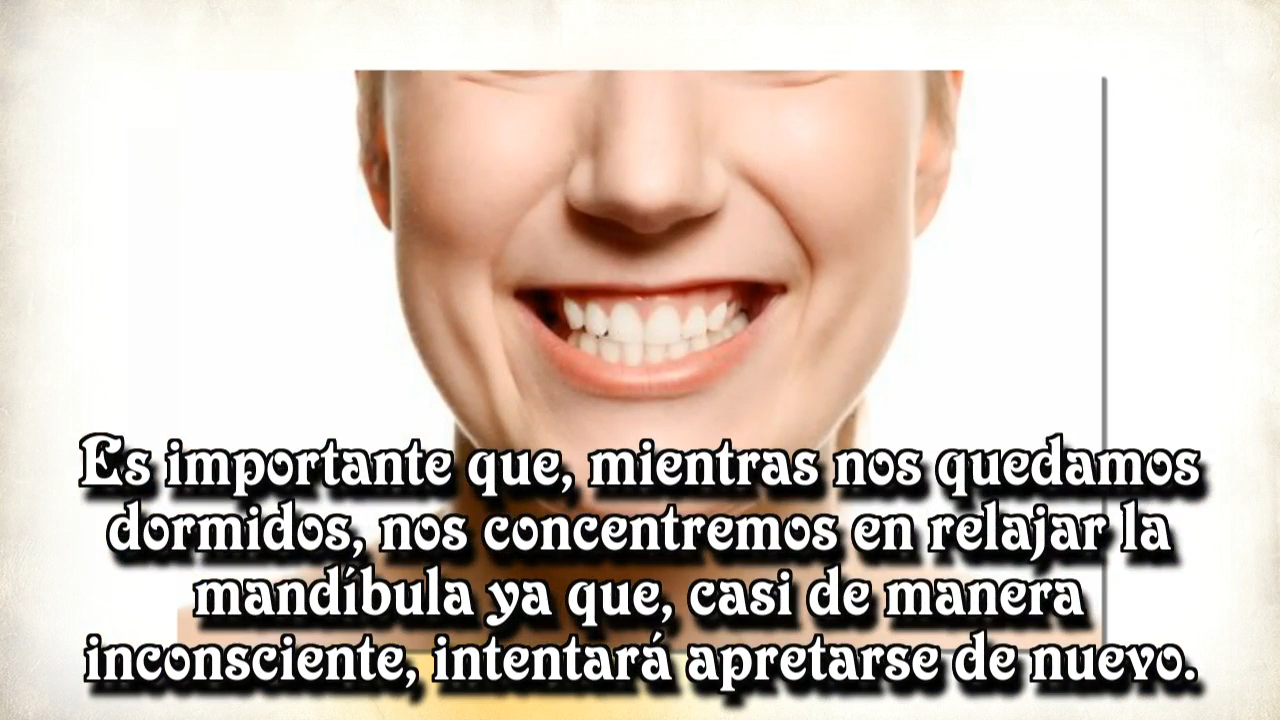 Es importante que, mientras nos quedamos
dormidos, nos concentremos en relajar la
mandíbula ya que, casi de manera
inconsciente, intentará apretarse de nuevo.